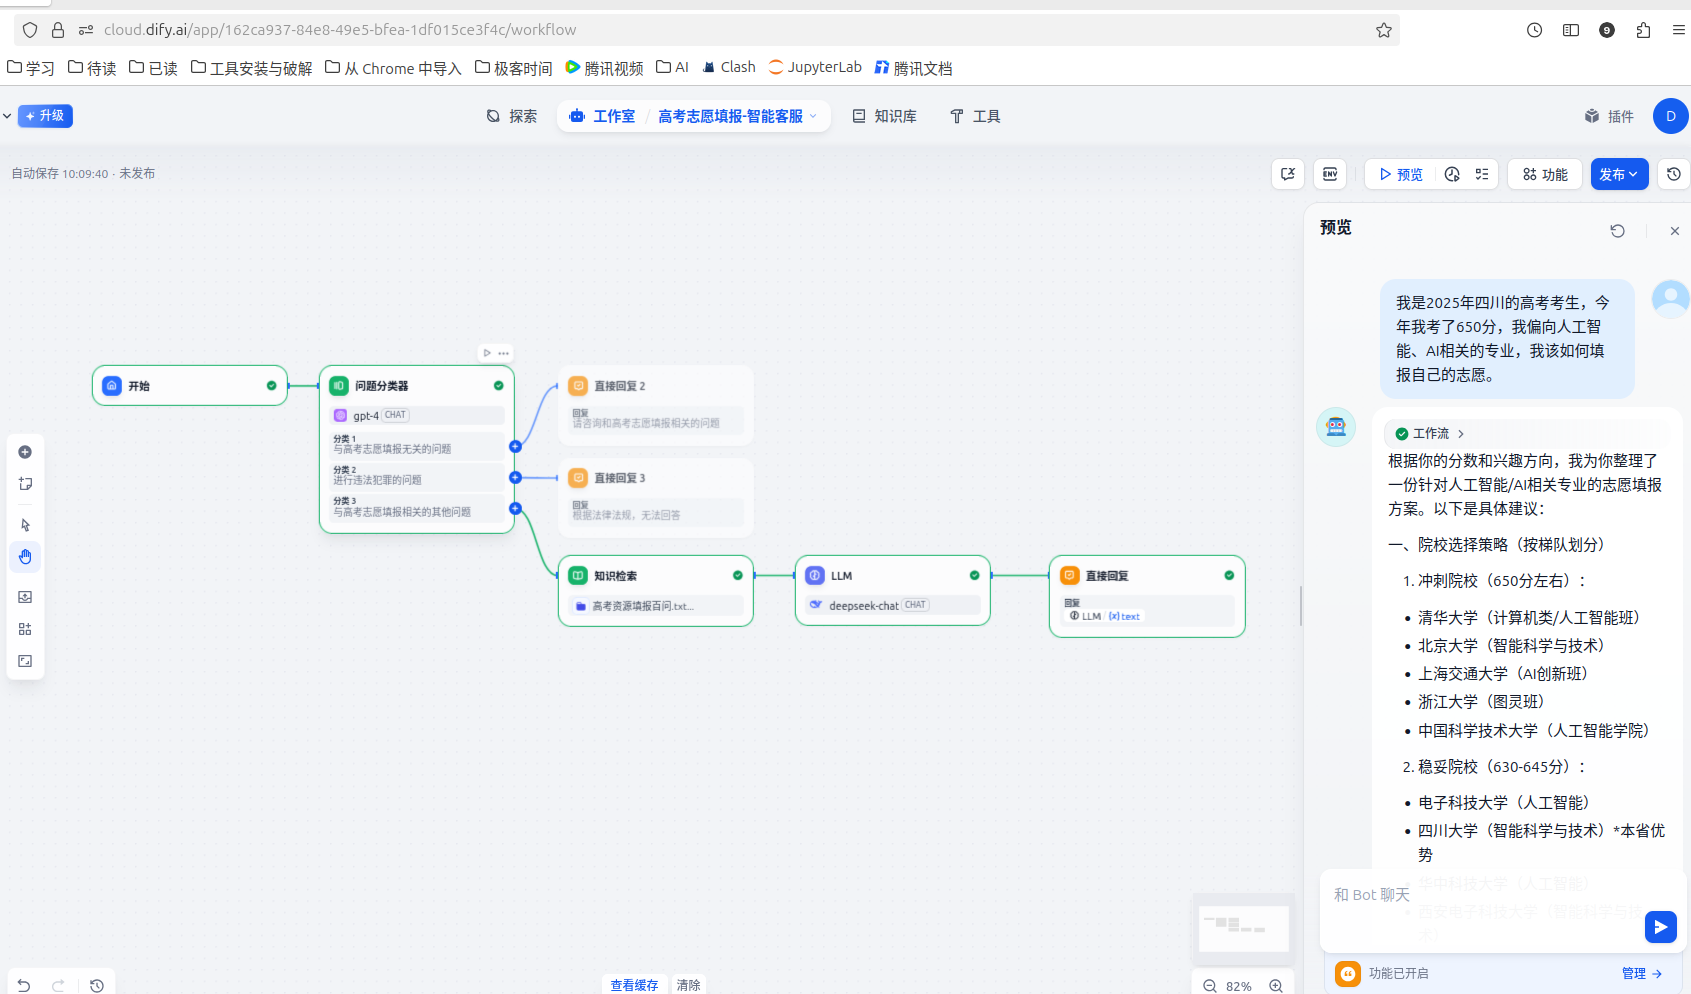 cloud.dify.ai/app/162ca937-84e8-49e5-bfea-1df015ce3f4c/workflow
9
学习 待读 已读 工具安装与破解 从 Chrome 中导入 极客时间 腾讯视频 AI Clash JupyterLab 腾讯文档
升级 探索 工作室 / 高考志愿填报-智能客服 知识库 工具 插件 D
自动保存 10:09:40 · 未发布
ENV 预览 功能 发布
开始
问题分类器
gpt-4 CHAT
分类 1
与高考志愿填报无关的问题
分类 2
进行违法犯罪的问题
分类 3
与高考志愿填报相关的其他问题
直接回复 2
回复
请咨询和高考志愿填报相关的问题
直接回复 3
回复
根据法律法规，无法回答
知识检索
高考资源填报百问.txt...
LLM
deepseek-chat CHAT
直接回复
回复
LLM / (x) text
查看缓存 清除
82%
预览
我是2025年四川的高考考生，今
年我考了650分，我偏向人工智
能、AI相关的专业，我该如何填
报自己的志愿。
工作流
根据你的分数和兴趣方向，我为你整理了
一份针对人工智能/AI相关专业的志愿填报
方案。以下是具体建议：
一、院校选择策略（按梯队划分）
1. 冲刺院校（650分左右）：
• 清华大学（计算机类/人工智能班）
• 北京大学（智能科学与技术）
• 上海交通大学（AI创新班）
• 浙江大学（图灵班）
• 中国科学技术大学（人工智能学院）
2. 稳妥院校（630-645分）：
• 电子科技大学（人工智能）
• 四川大学（智能科学与技术）*本省优
势
• 华中科技大学（人工智能）
• 西安电子科技大学（智能科学与技
术）
和 Bot 聊天
功能已开启 管理